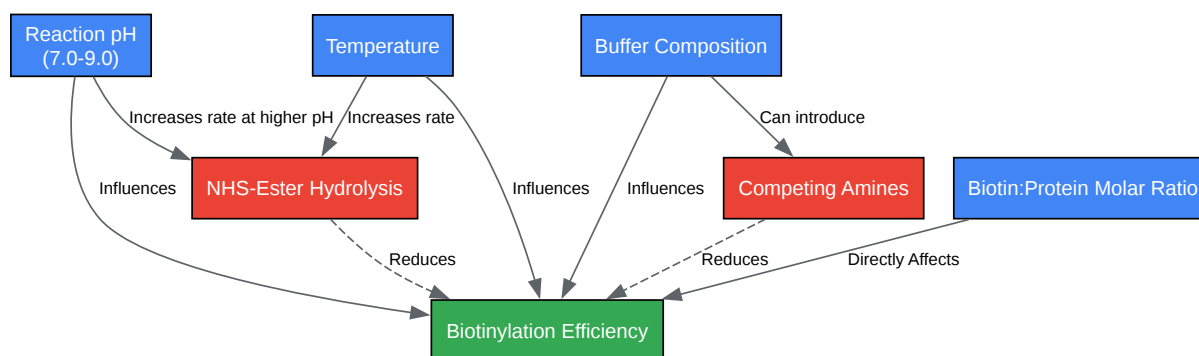 Reaction pH
(7.0-9.0)
Temperature
Buffer Composition
Increases rate at higher pH
Increases rate
Can introduce
Influences
NHS-Ester Hydrolysis
Influences
Influences
Competing Amines
Biotin:Protein Molar Ratio
Reduces
Reduces
Directly Affects
Biotinylation Efficiency